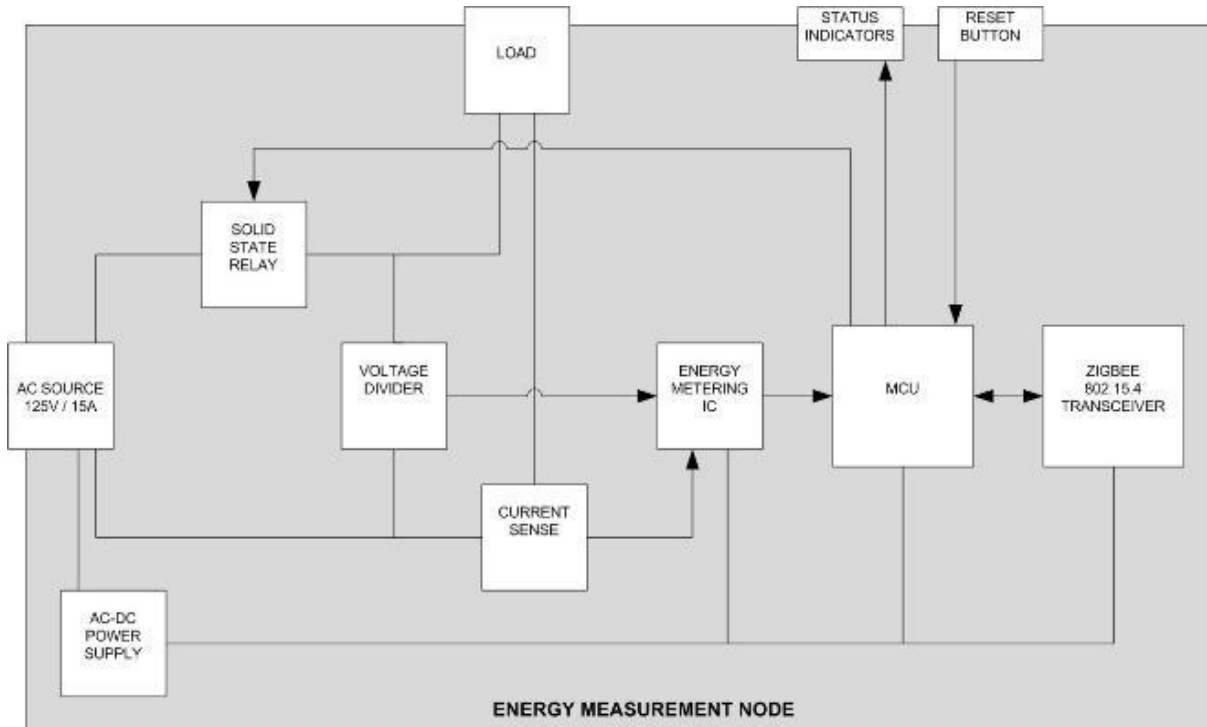 LOAD
STATUS
INDICATORS
RESET
BUTTON
SOLID
STATE
RELAY
AC SOURCE
125V / 15A
VOLTAGE
DIVIDER
ENERGY
METERING
IC
MCU
ZIGBEE
802.15.4
TRANSCEIVER
CURRENT
SENSE
AC-DC
POWER
SUPPLY
ENERGY MEASUREMENT NODE